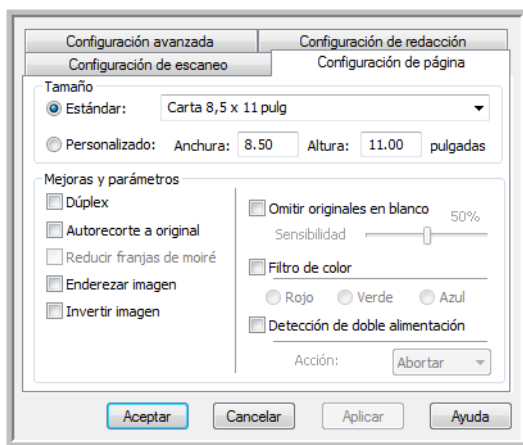 Configuración avanzada Configuración de redacción
Configuración de escaneo Configuración de página
Tamaño
Estándar: Carta 8,5 x 11 pulg
Personalizado: Anchura: 8.50 Altura: 11.00 pulgadas
Mejoras y parámetros
Dúplex
Autorecorte a original
Reducir franjas de moiré
Enderezar imagen
Invertir imagen
Omitir originales en blanco 50%
Sensibilidad
Filtro de color
Rojo Verde Azul
Detección de doble alimentación
Acción: Abortar
Aceptar Cancelar Aplicar Ayuda